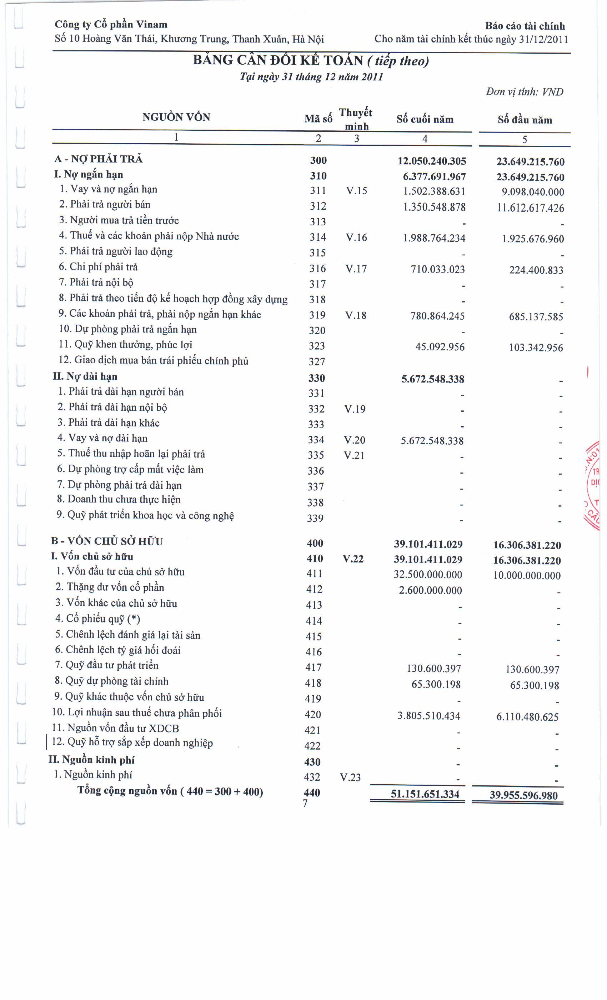 Công ty Cổ phần Vinam Báo cáo tài chính
Số 10 Hoàng Văn Thái, Khương Trung, Thanh Xuân, Hà Nội Cho năm tài chính kết thúc ngày 31/12/2011
BẢNG CÂN ĐỐI KẾ TOÁN ( tiếp theo)
Tại ngày 31 tháng 12 năm 2011
Đơn vị tính: VND
NGUỒN VỐN Mã số Thuyết minh Số cuối năm Số đầu năm
1 2 3 4 5
A - NỢ PHẢI TRẢ 300 12.050.240.305 23.649.215.760
I. Nợ ngắn hạn 310 6.377.691.967 23.649.215.760
1. Vay và nợ ngắn hạn 311 V.15 1.502.388.631 9.098.040.000
2. Phải trả người bán 312 1.350.548.878 11.612.617.426
3. Người mua trả tiền trước 313 - -
4. Thuế và các khoản phải nộp Nhà nước 314 V.16 1.988.764.234 1.925.676.960
5. Phải trả người lao động 315 - -
6. Chi phí phải trả 316 V.17 710.033.023 224.400.833
7. Phải trả nội bộ 317 - -
8. Phải trả theo tiến độ kế hoạch hợp đồng xây dựng 318 - -
9. Các khoản phải trả, phải nộp ngắn hạn khác 319 V.18 780.864.245 685.137.585
10. Dự phòng phải trả ngắn hạn 320 - -
11. Quỹ khen thưởng, phúc lợi 323 45.092.956 103.342.956
12. Giao dịch mua bán trái phiếu chính phủ 327
II. Nợ dài hạn 330 5.672.548.338 -
1. Phải trả dài hạn người bán 331 - -
2. Phải trả dài hạn nội bộ 332 V.19 - -
3. Phải trả dài hạn khác 333 - -
4. Vay và nợ dài hạn 334 V.20 5.672.548.338 -
5. Thuế thu nhập hoãn lại phải trả 335 V.21 - -
6. Dự phòng trợ cấp mất việc làm 336 - -
7. Dự phòng phải trả dài hạn 337 - -
8. Doanh thu chưa thực hiện 338 - -
9. Quỹ phát triển khoa học và công nghệ 339 - -
B - VỐN CHỦ SỞ HỮU 400 39.101.411.029 16.306.381.220
I. Vốn chủ sở hữu 410 V.22 39.101.411.029 16.306.381.220
1. Vốn đầu tư của chủ sở hữu 411 32.500.000.000 10.000.000.000
2. Thặng dư vốn cổ phần 412 2.600.000.000 -
3. Vốn khác của chủ sở hữu 413 - -
4. Cổ phiếu quỹ (*) 414 - -
5. Chênh lệch đánh giá lại tài sản 415 - -
6. Chênh lệch tỷ giá hối đoái 416 - -
7. Quỹ đầu tư phát triển 417 130.600.397 130.600.397
8. Quỹ dự phòng tài chính 418 65.300.198 65.300.198
9. Quỹ khác thuộc vốn chủ sở hữu 419 - -
10. Lợi nhuận sau thuế chưa phân phối 420 3.805.510.434 6.110.480.625
11. Nguồn vốn đầu tư XDCB 421 - -
12. Quỹ hỗ trợ sắp xếp doanh nghiệp 422 - -
II. Nguồn kinh phí 430 - -
1. Nguồn kinh phí 432 V.23 - -
Tổng cộng nguồn vốn ( 440 = 300 + 400) 440 51.151.651.334 39.955.596.980
7